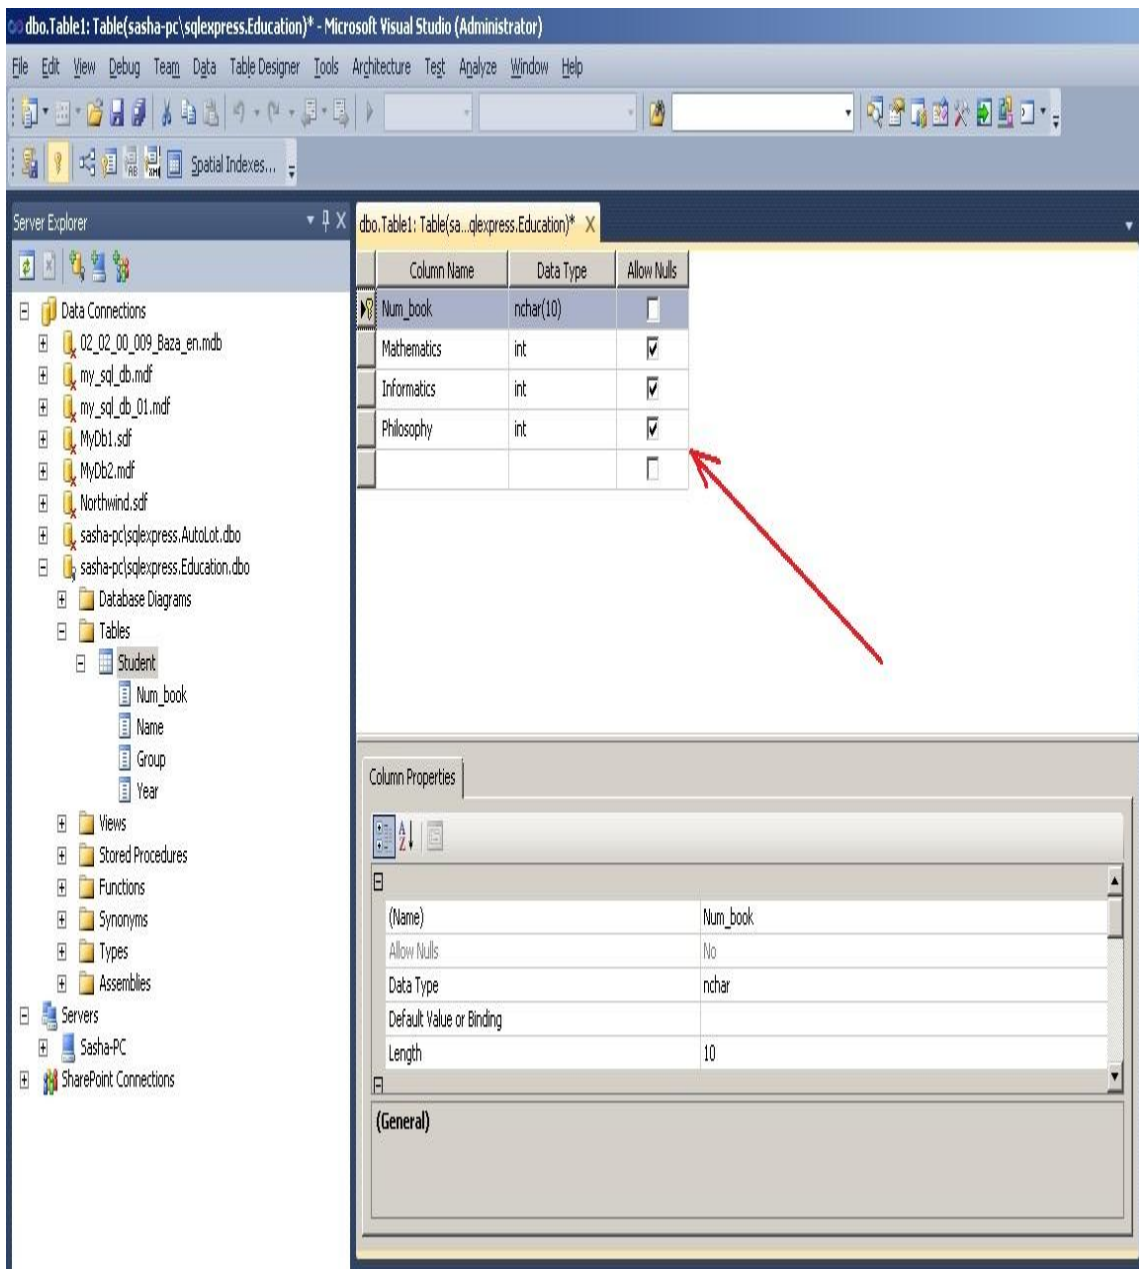 dbo.Table1: Table(sasha-pc\sqlexpress.Education)* - Microsoft Visual Studio (Administrator)
File Edit View Debug Team Data Table Designer Tools Architecture Test Analyze Window Help
Spatial Indexes...
Server Explorer
Data Connections
02_02_00_009_Baza_en.mdb
my_sql_db.mdf
my_sql_db_01.mdf
MyDb1.sdf
MyDb2.mdf
Northwind.sdf
sasha-pc\sqlexpress.AutoLot.dbo
sasha-pc\sqlexpress.Education.dbo
Database Diagrams
Tables
Student
Num_book
Name
Group
Year
Views
Stored Procedures
Functions
Synonyms
Types
Assemblies
Servers
Sasha-PC
SharePoint Connections
dbo.Table1: Table(sa...qlexpress.Education)*
Column Name Data Type Allow Nulls
Num_book nchar(10)
Mathematics int
Informatics int
Philosophy int
Column Properties
(Name) Num_book
Allow Nulls No
Data Type nchar
Default Value or Binding
Length 10
(General)